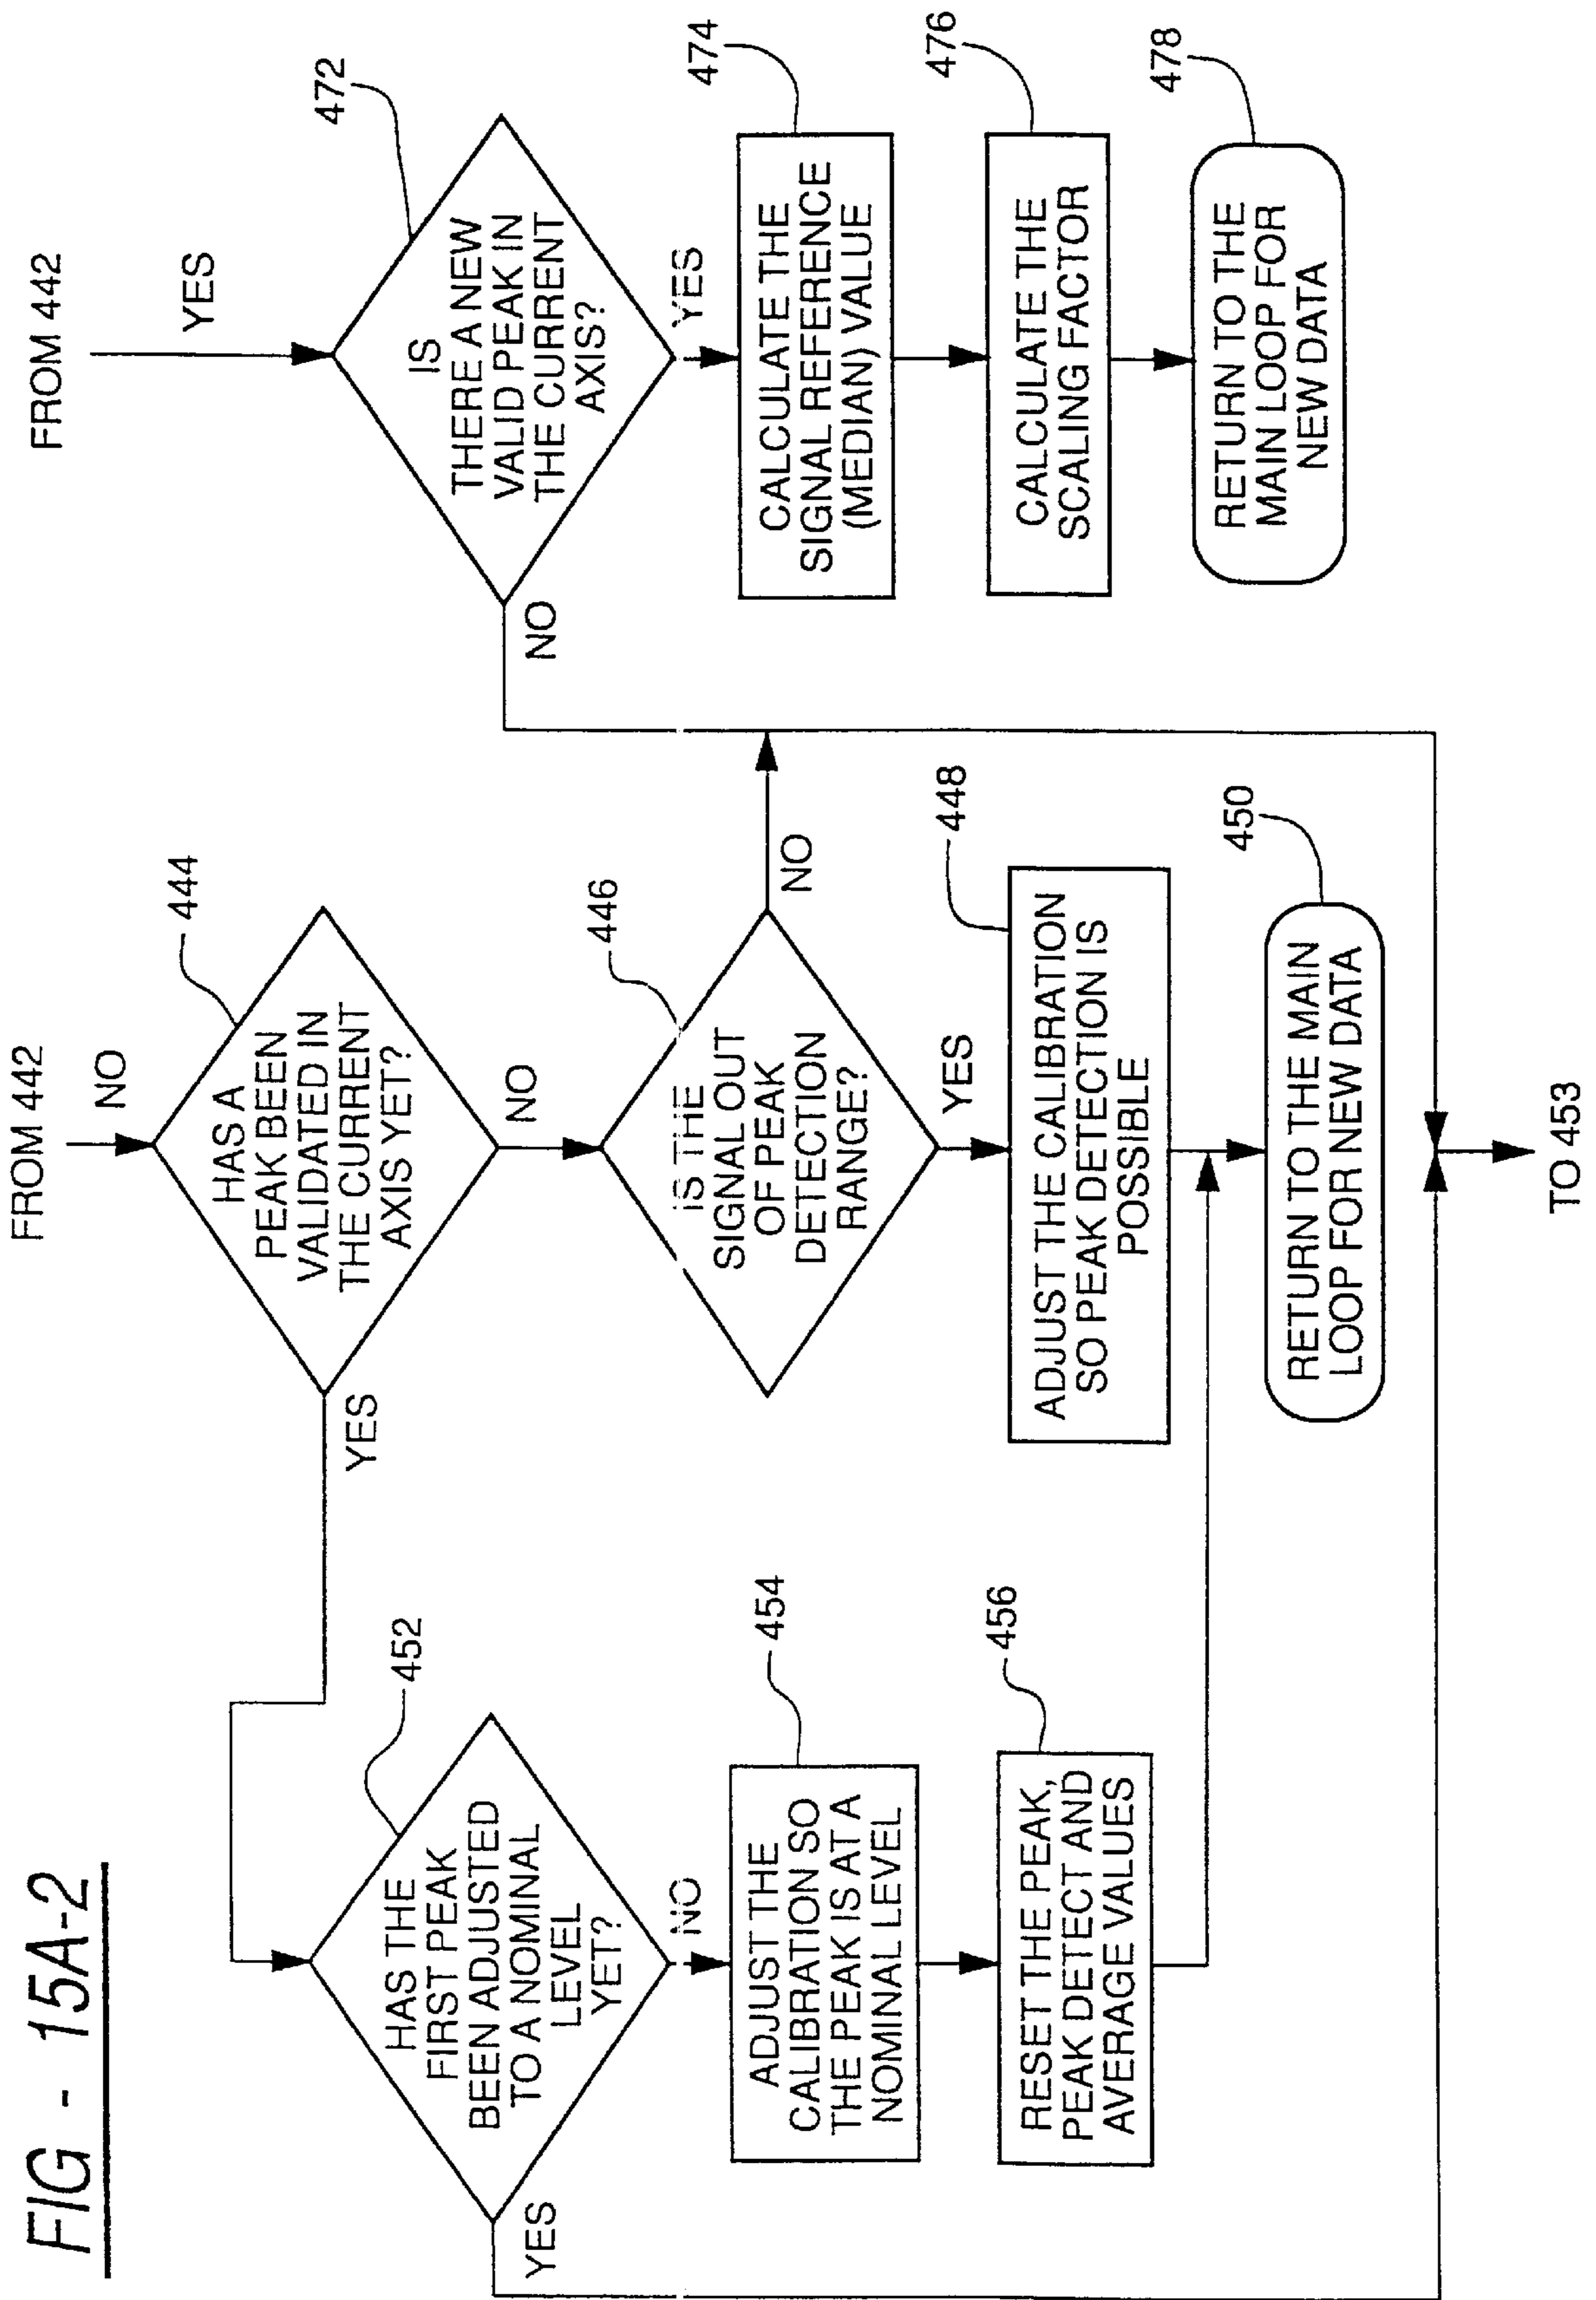 FIG - 15A-2
FROM 442
NO
HAS A
PEAK BEEN
VALIDATED IN
THE CURRENT
AXIS YET?
444
YES
NO
HAS THE
FIRST PEAK
BEEN ADJUSTED
TO A NOMINAL
LEVEL
YET?
452
YES
NO
ADJUST THE
CALIBRATION SO
THE PEAK IS AT A
NOMINAL LEVEL
454
RESET THE PEAK,
PEAK DETECT AND
AVERAGE VALUES
456
IS THE
SIGNAL OUT
OF PEAK
DETECTION
RANGE?
446
NO
YES
ADJUST THE CALIBRATION
SO PEAK DETECTION IS
POSSIBLE
448
RETURN TO THE MAIN
LOOP FOR NEW DATA
450
TO 453
FROM 442
YES
IS
THERE A NEW
VALID PEAK IN
THE CURRENT
AXIS?
472
NO
YES
CALCULATE THE
SIGNAL REFERENCE
(MEDIAN) VALUE
474
CALCULATE THE
SCALING FACTOR
476
RETURN TO THE
MAIN LOOP FOR
NEW DATA
478